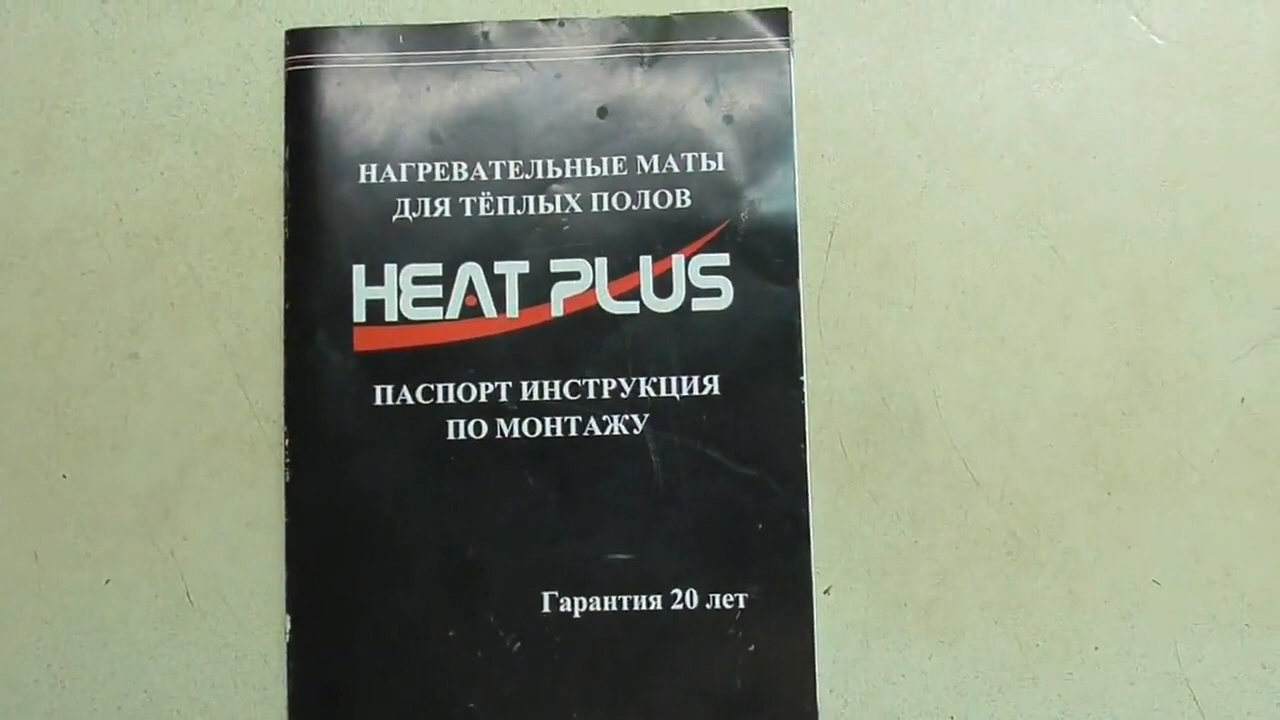 НАГРЕВАТЕЛЬНЫЕ МАТЫ
ДЛЯ ТЁПЛЫХ ПОЛОВ
HEAT PLUS
ПАСПОРТ ИНСТРУКЦИЯ
ПО МОНТАЖУ
Гарантия 20 лет